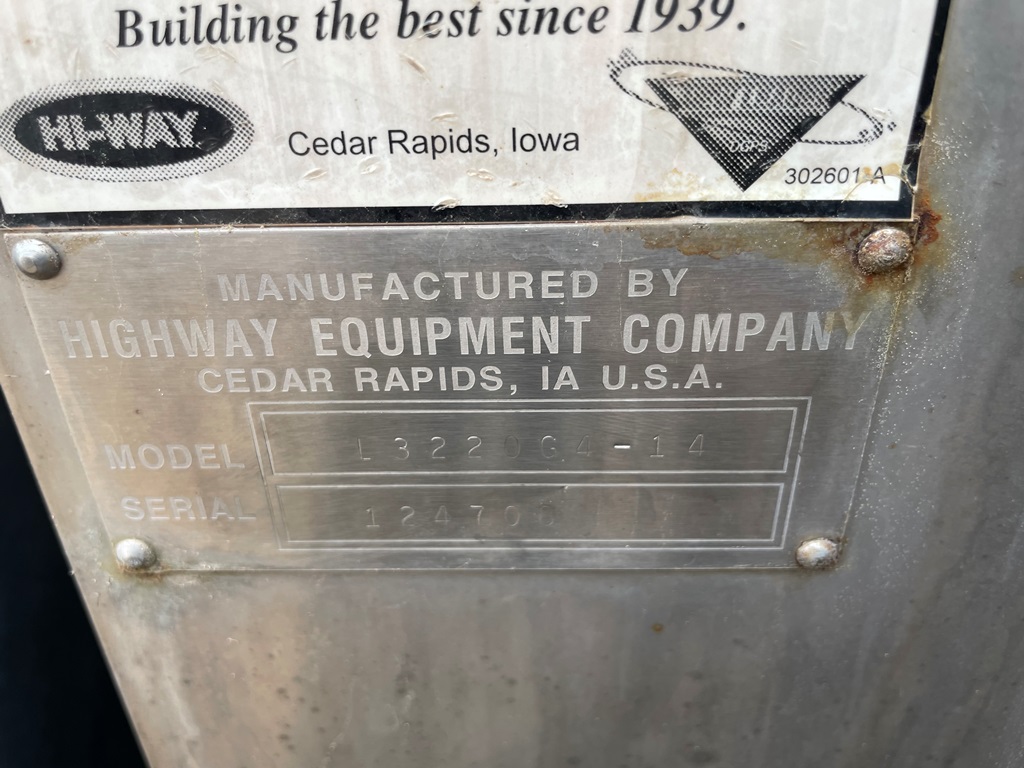 Building the best since 1939.
HI-WAY
Cedar Rapids, Iowa
302601-A
MANUFACTURED BY
HIGHWAY EQUIPMENT COMPANY
CEDAR RAPIDS, IA U.S.A.
MODEL L3220G4-14
SERIAL